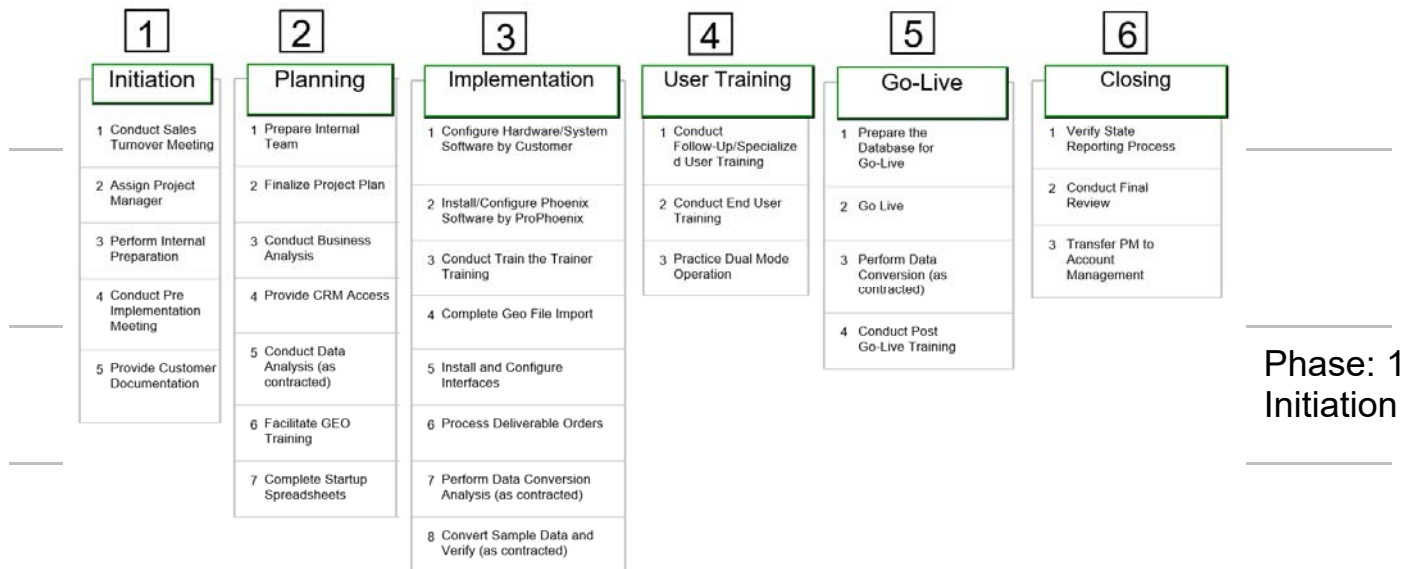 1
Initiation
1 Conduct Sales
Turnover Meeting
2 Assign Project
Manager
3 Perform Internal
Preparation
4 Conduct Pre
Implementation
Meeting
5 Provide Customer
Documentation
2
Planning
1 Prepare Internal
Team
2 Finalize Project Plan
3 Conduct Business
Analysis
4 Provide CRM Access
5 Conduct Data
Analysis (as
contracted)
6 Facilitate GEO
Training
7 Complete Startup
Spreadsheets
3
Implementation
1 Configure Hardware/System
Software by Customer
2 Install/Configure Phoenix
Software by ProPhoenix
3 Conduct Train the Trainer
Training
4 Complete Geo File Import
5 Install and Configure
Interfaces
6 Process Deliverable Orders
7 Perform Data Conversion
Analysis (as contracted)
8 Convert Sample Data and
Verify (as contracted)
4
User Training
1 Conduct
Follow-Up/Specialize
d User Training
2 Conduct End User
Training
3 Practice Dual Mode
Operation
5
Go-Live
1 Prepare the
Database for
Go-Live
2 Go Live
3 Perform Data
Conversion (as
contracted)
4 Conduct Post
Go-Live Training
6
Closing
1 Verify State
Reporting Process
2 Conduct Final
Review
3 Transfer PM to
Account
Management
Phase: 1
Initiation